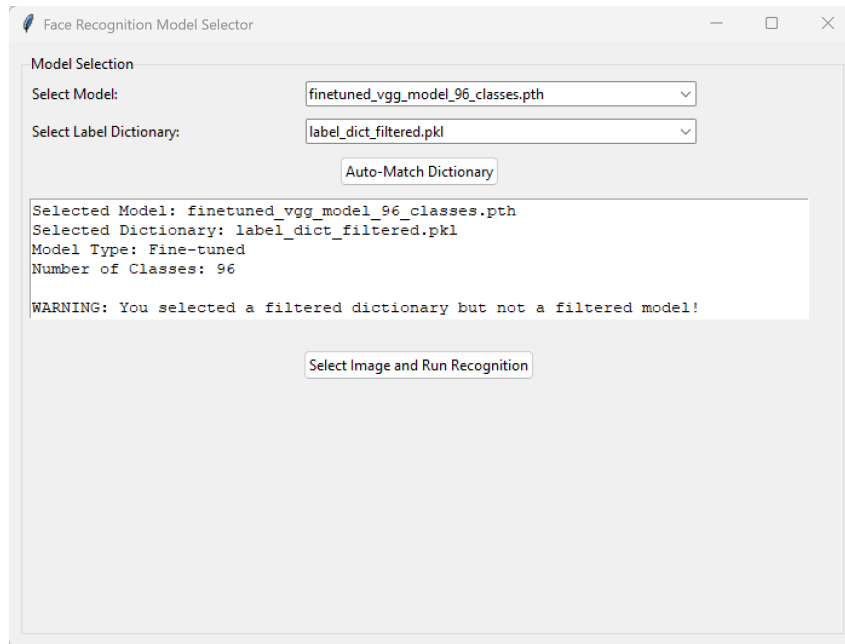 Face Recognition Model Selector
Model Selection
Select Model: finetuned_vgg_model_96_classes.pth
Select Label Dictionary: label_dict_filtered.pkl
Auto-Match Dictionary
Selected Model: finetuned_vgg_model_96_classes.pth
Selected Dictionary: label_dict_filtered.pkl
Model Type: Fine-tuned
Number of Classes: 96
WARNING: You selected a filtered dictionary but not a filtered model!
Select Image and Run Recognition